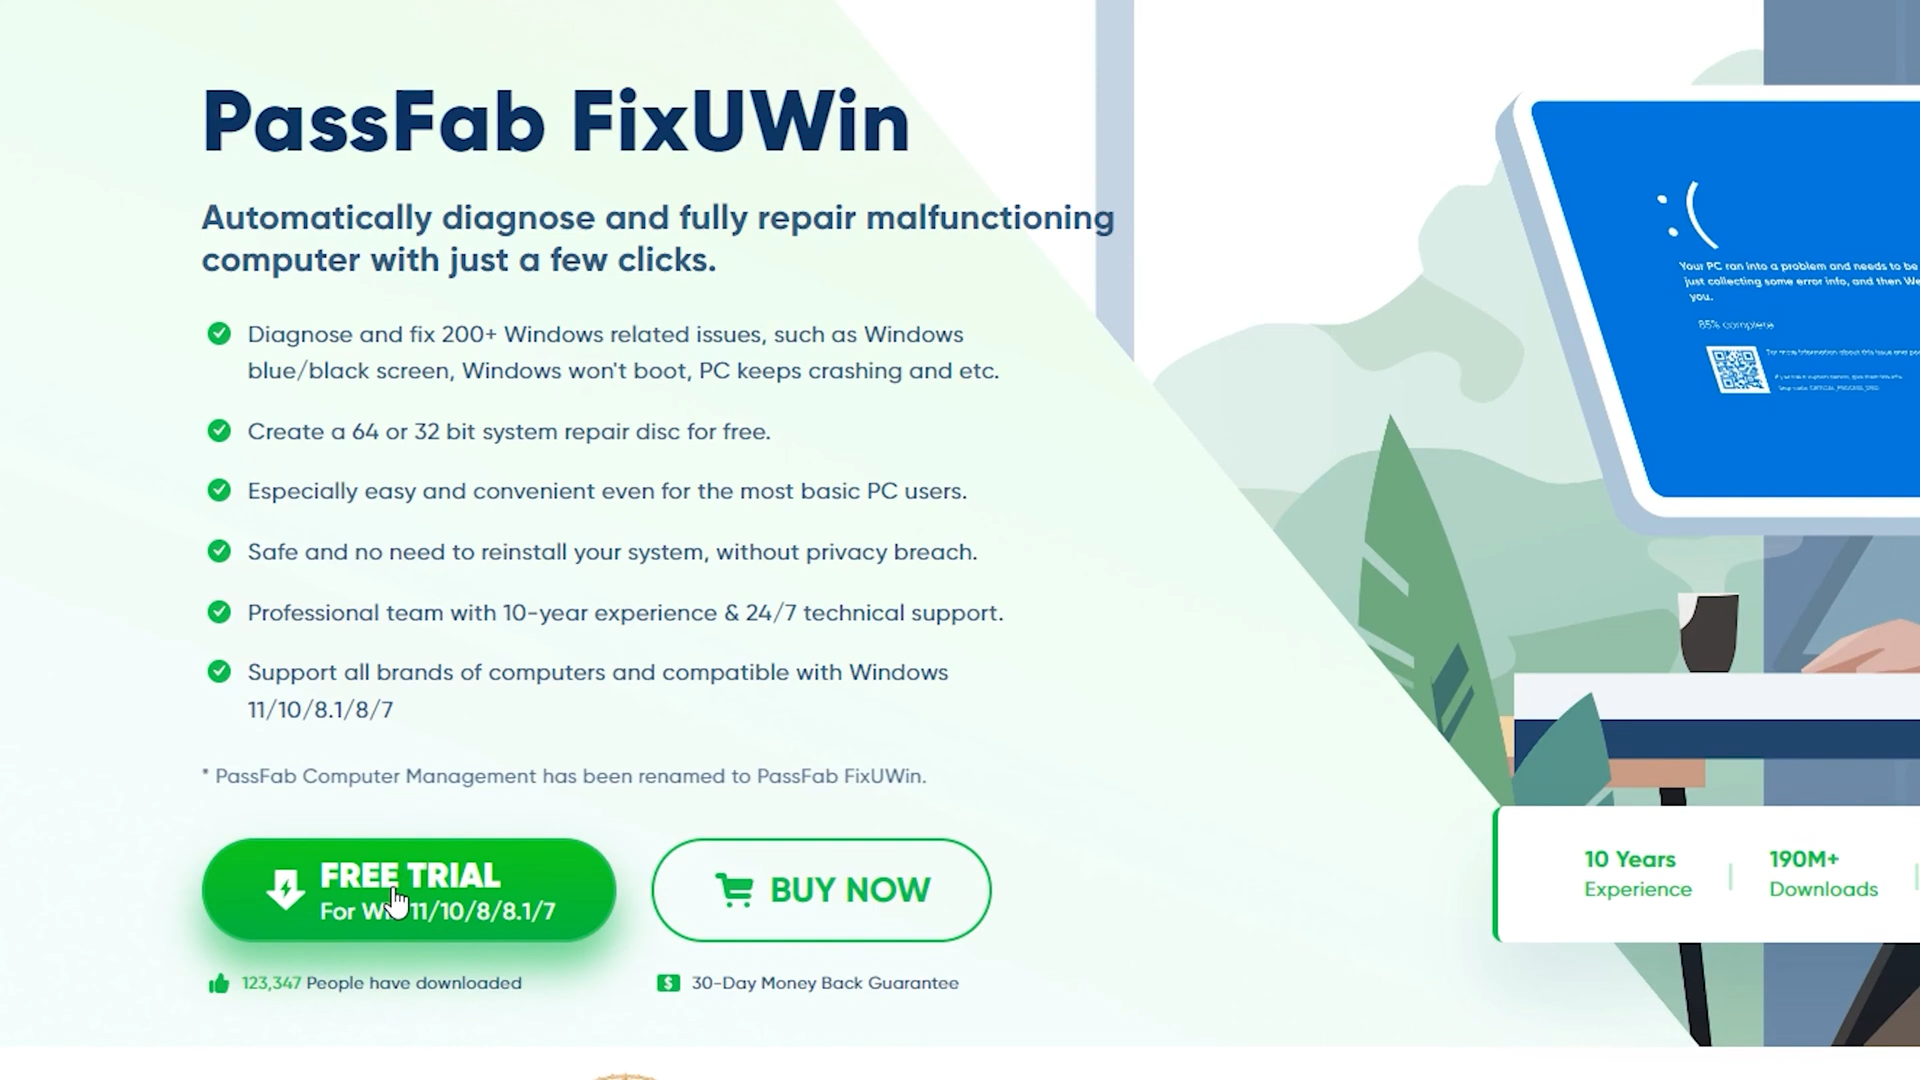 PassFab FixUWin
Automatically diagnose and fully repair malfunctioning
computer with just a few clicks.
Diagnose and fix 200+ Windows related issues, such as Windows
blue/black screen, Windows won't boot, PC keeps crashing and etc.
Create a 64 or 32 bit system repair disc for free.
Especially easy and convenient even for the most basic PC users.
Safe and no need to reinstall your system, without privacy breach.
Professional team with 10-year experience & 24/7 technical support.
Support all brands of computers and compatible with Windows
11/10/8.1/8/7
* PassFab Computer Management has been renamed to PassFab FixUWin.
FREE TRIAL
For 11/10/8/8.1/7
BUY NOW
123,347 People have downloaded
$ 30-Day Money Back Guarantee
:(
Your PC ran into a problem and needs to be
just collecting some error info, and then We
you.
85% complete
10 Years
Experience
190M+
Downloads